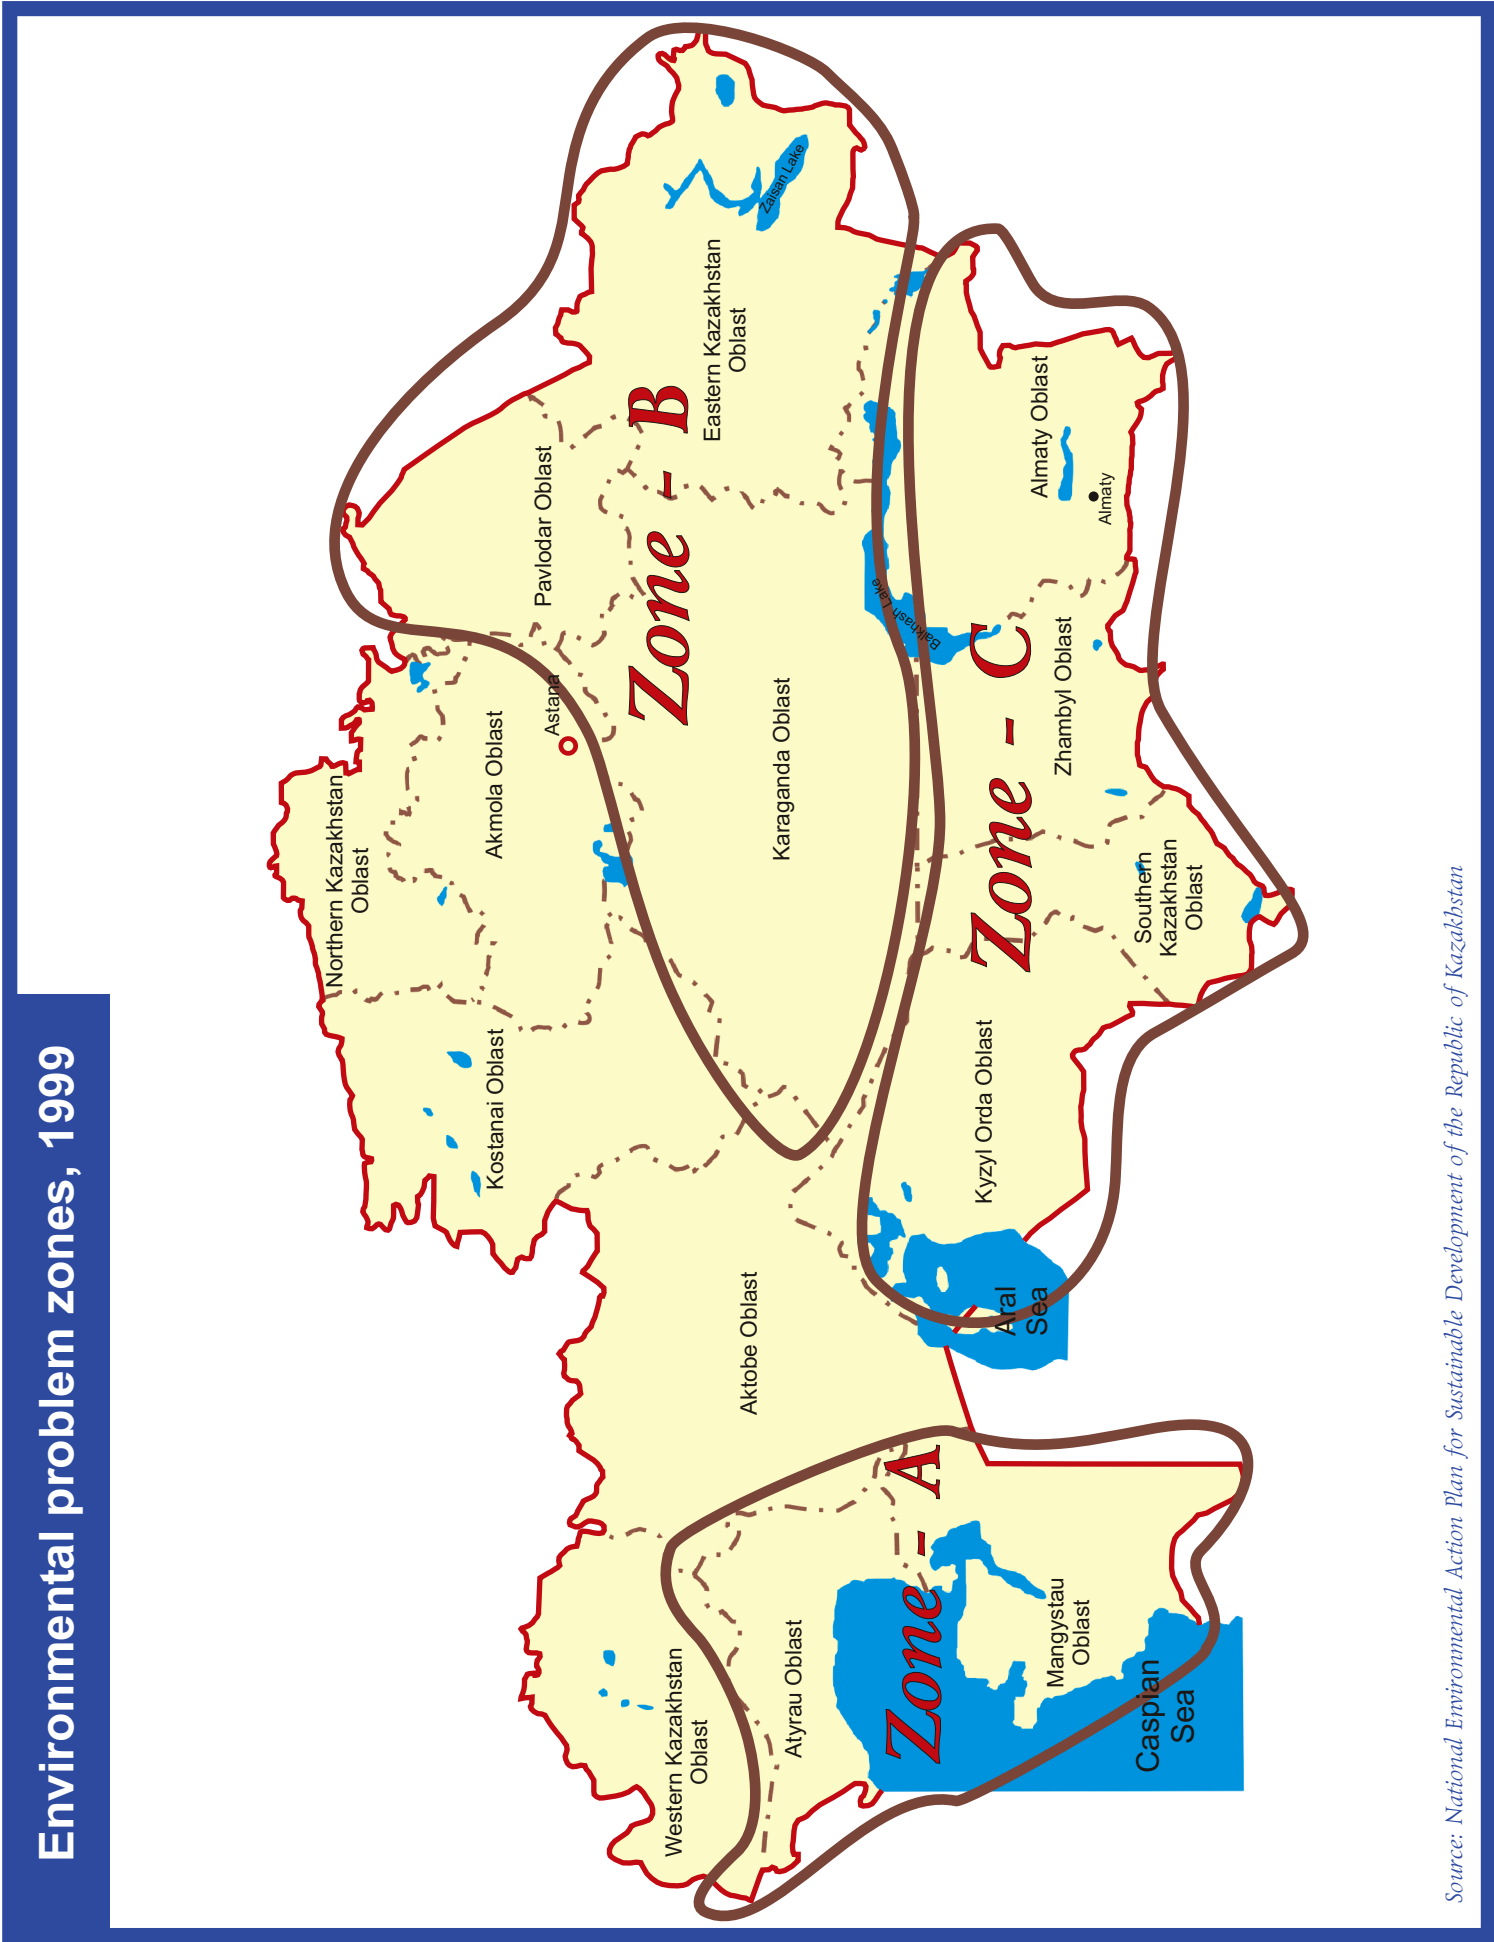 Environmental problem zones, 1999
Northern Kazakhstan
Oblast
Kostanai Oblast
Akmola Oblast
Astana
Pavlodar Oblast
Zone - B
Eastern Kazakhstan
Oblast
Zaisan Lake
Karaganda Oblast
Balkhash Lake
Western Kazakhstan
Oblast
Aktobe Oblast
Atyrau Oblast
Zone - A
Mangystau
Oblast
Caspian
Sea
Aral
Sea
Kyzyl Orda Oblast
Zone - C
Zhambyl Oblast
Almaty Oblast
Almaty
Southen
Kazakhstan
Oblast
Source: National Environmental Action Plan for Sustainable Development of the Republic of Kazakhstan